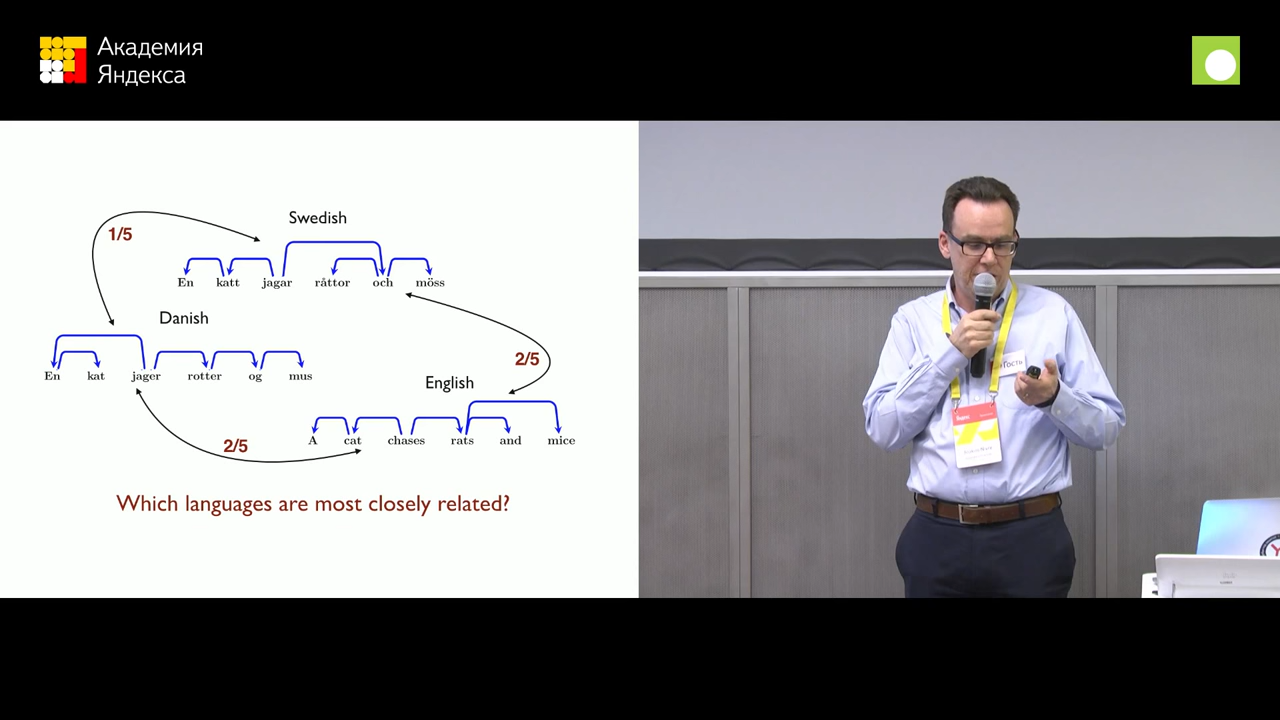 Академия
Яндекса
Swedish
1/5
En katt jagar råttor och möss
Danish
2/5
En kat jager rotter og mus
English
A cat chases rats and mice
2/5
Which languages are most closely related?
Гость